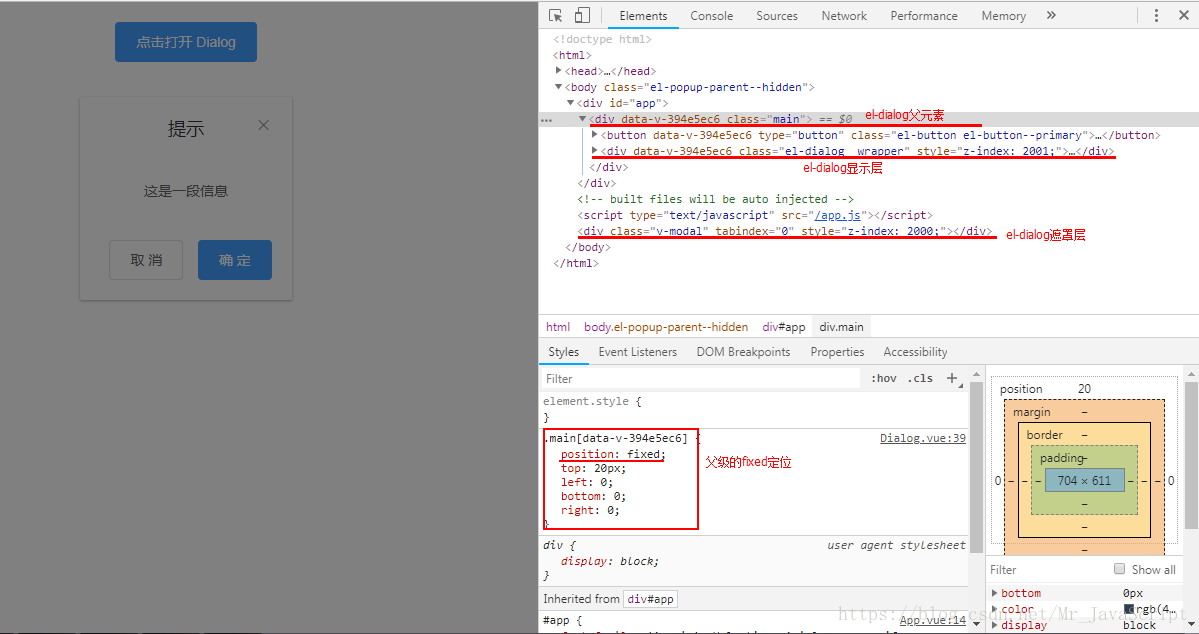 点击打开 Dialog
提示
这是一段信息
取 消
确 定
Elements Console Sources Network Performance Memory »
<!doctype html>
<html>
<head>…</head>
<body class="el-popup-parent--hidden">
<div id="app">
<div data-v-394e5ec6 class="main"> == $0 el-dialog父元素
<button data-v-394e5ec6 type="button" class="el-button el-button--primary">…</button>
<div data-v-394e5ec6 class="el-dialog__wrapper" style="z-index: 2001;">…</div>
el-dialog显示层
</div>
</div>
<!-- built files will be auto injected -->
<script type="text/javascript" src="/app.js"></script>
<div class="v-modal" tabindex="0" style="z-index: 2000;"></div> el-dialog遮罩层
</body>
</html>
html body.el-popup-parent--hidden div#app div.main
Styles Event Listeners DOM Breakpoints Properties Accessibility
Filter :hov .cls +
element.style {
}
.main[data-v-394e5ec6] { Dialog.vue:39
position: fixed;
父级的fixed定位
top: 20px;
left: 0;
bottom: 0;
right: 0;
}
div { user agent stylesheet
display: block;
}
Inherited from div#app
#app { App.vue:14
position 20
margin –
border –
padding –
0 – – – 704 × 611 – – – 0
–
–
–
Filter Show all
bottom 0px
color rgb(4…
display block
https://blog.csdn.net/Mr_JavaScript